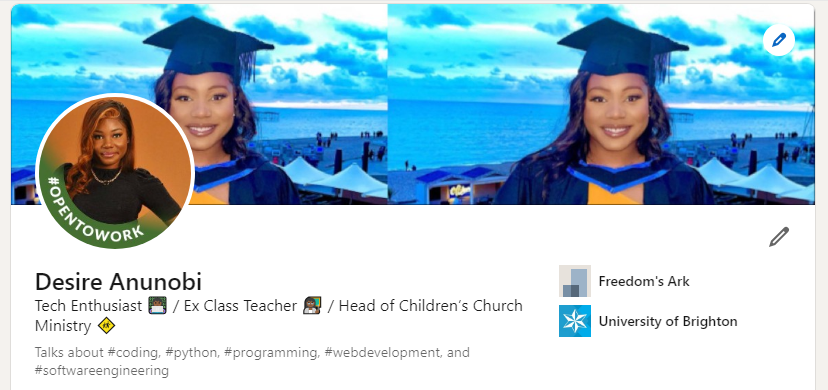 #OPENTOWORK
Desire Anunobi
Tech Enthusiast 👩🏿‍💻 / Ex Class Teacher 👩🏿‍🏫 / Head of Children’s Church
Ministry 🚸
Talks about #coding, #python, #programming, #webdevelopment, and
#softwareengineering
Freedom's Ark
University of Brighton